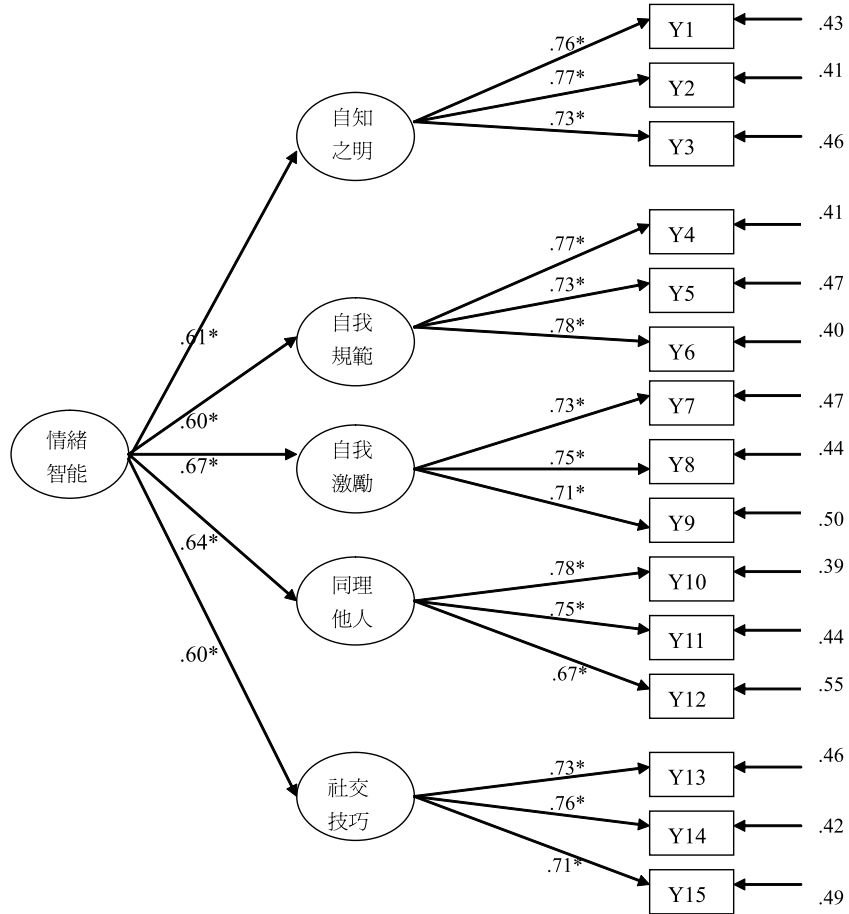 Y1
.43
.76*
Y2
.41
.77*
自知
之明
.73*
Y3
.46
Y4
.41
.77*
Y5
.47
.73*
自我
規範
.78*
Y6
.40
.61*
Y7
.47
.73*
.60*
情緒
智能
自我
激勵
.67*
.75*
Y8
.44
.71*
Y9
.50
.64*
同理
他人
.78*
Y10
.39
.75*
Y11
.44
.67*
Y12
.55
.60*
社交
技巧
.73*
Y13
.46
.76*
Y14
.42
.71*
Y15
.49